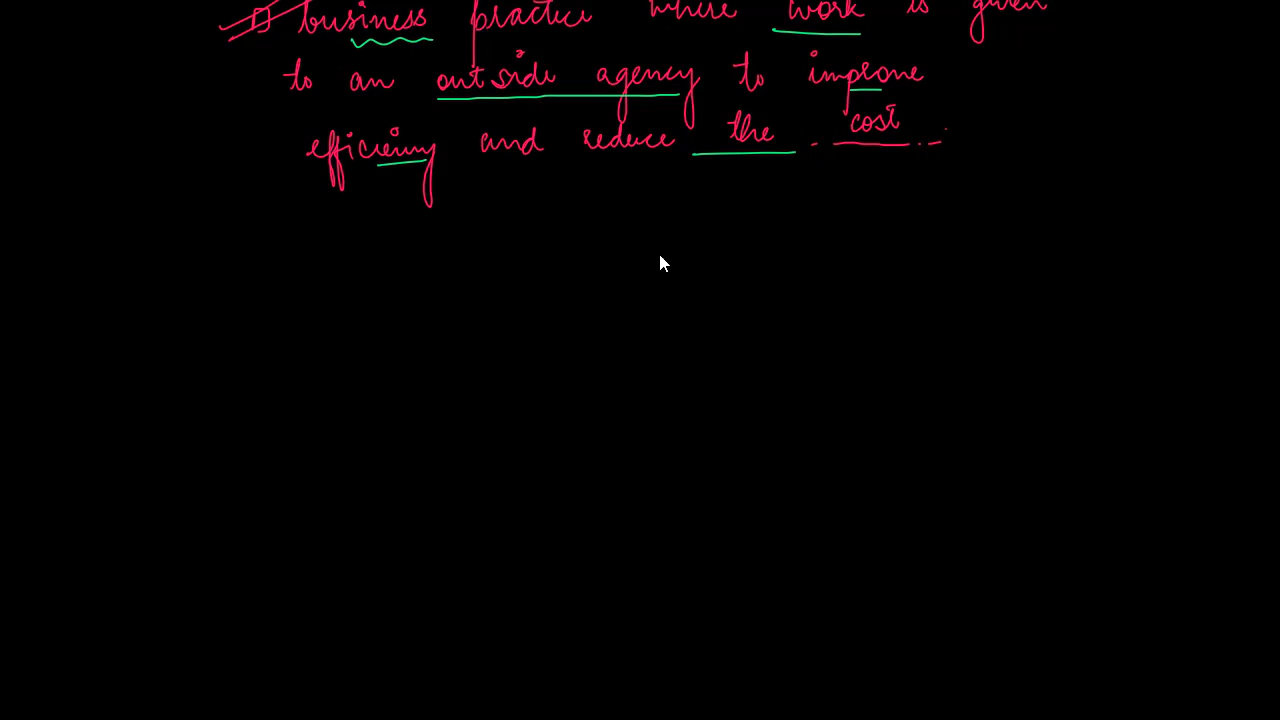 business practice where work is given
to an outside agency to improve
efficiency and reduce the cost